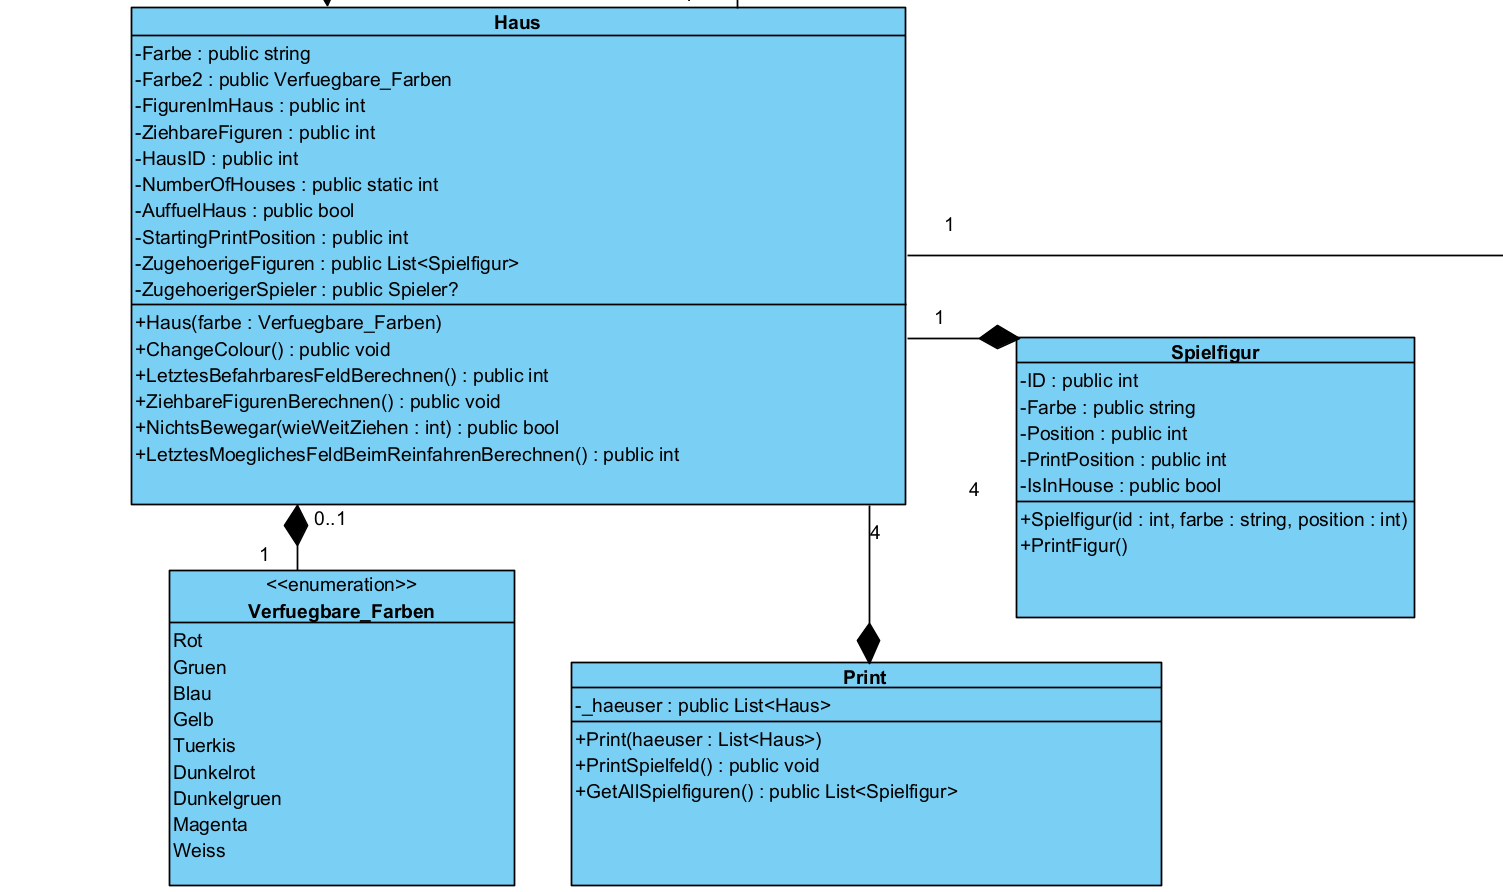 Haus
-Farbe : public string
-Farbe2 : public Verfuegbare_Farben
-FigurenImHaus : public int
-ZiehbareFiguren : public int
-HausID : public int
-NumberOfHouses : public static int
-AuffuelHaus : public bool
-StartingPrintPosition : public int
-ZugehoerigeFiguren : public List<Spielfigur>
-ZugehoerigerSpieler : public Spieler?
+Haus(farbe : Verfuegbare_Farben)
+ChangeColour() : public void
+LetztesBefahrbaresFeldBerechnen() : public int
+ZiehbareFigurenBerechnen() : public void
+NichtsBewegar(wieWeitZiehen : int) : public bool
+LetztesMoeglichesFeldBeimReinfahrenBerechnen() : public int
1
1
Spielfigur
-ID : public int
-Farbe : public string
-Position : public int
-PrintPosition : public int
-IsInHouse : public bool
+Spielfigur(id : int, farbe : string, position : int)
+PrintFigur()
4
0..1
1
4
<<enumeration>>
Verfuegbare_Farben
Rot
Gruen
Blau
Gelb
Tuerkis
Dunkelrot
Dunkelgruen
Magenta
Weiss
Print
-_haeuser : public List<Haus>
+Print(haeuser : List<Haus>)
+PrintSpielfeld() : public void
+GetAllSpielfiguren() : public List<Spielfigur>